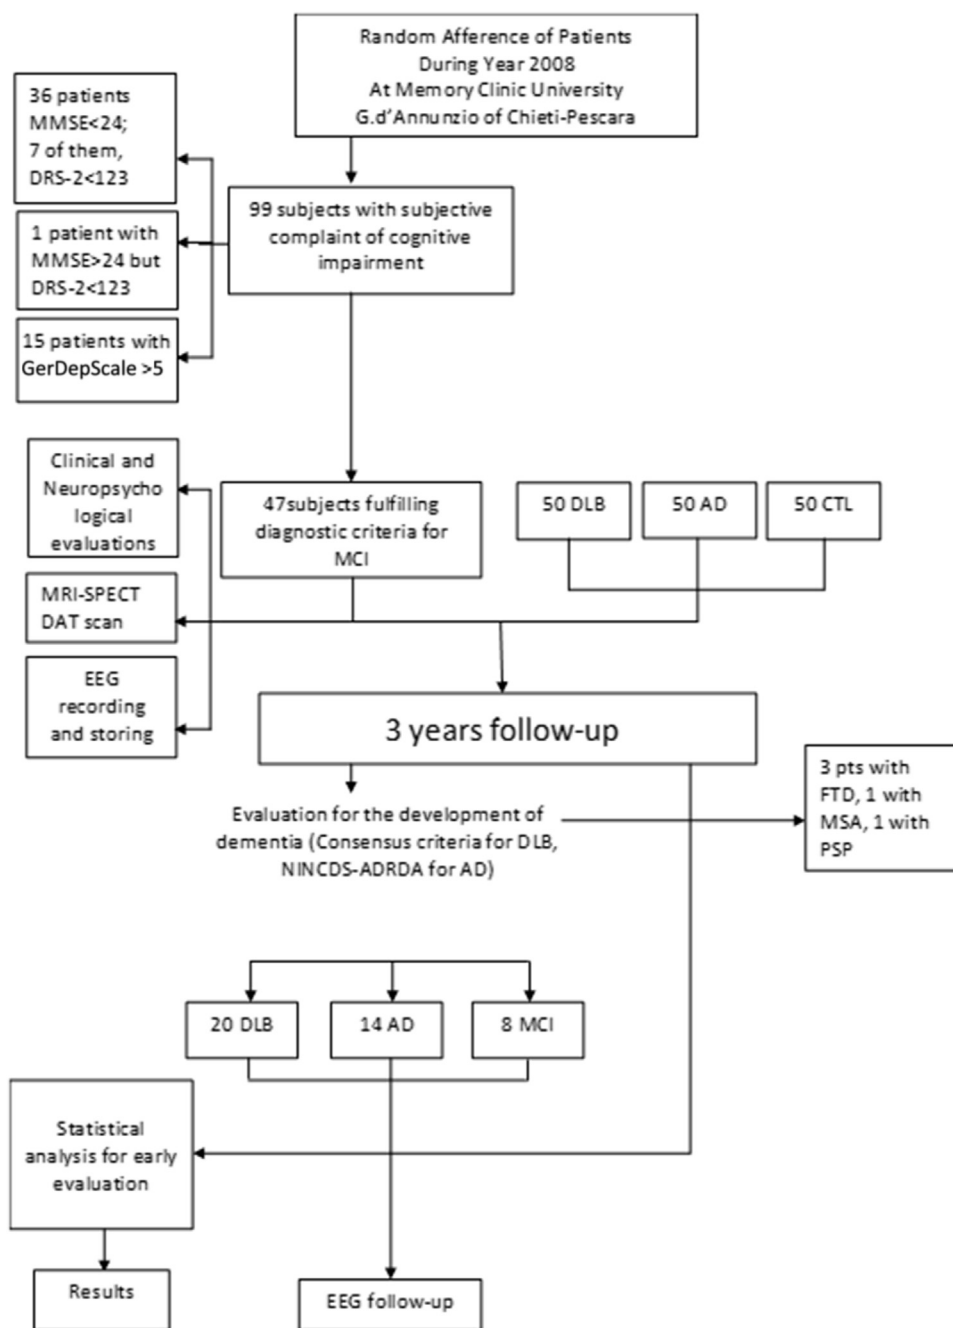 Random Afference of Patients
During Year 2008
At Memory Clinic University
G.d'Annunzio of Chieti-Pescara
36 patients
MMSE<24;
7 of them,
DRS-2<123
99 subjects with subjective
complaint of cognitive
impairment
1 patient with
MMSE>24 but
DRS-2<123
15 patients with
GerDepScale >5
Clinical and
Neuropsycho
logical
evaluations
47subjects fulfilling
diagnostic criteria for
MCI
50 DLB
50 AD
50 CTL
MRI-SPECT
DAT scan
EEG
recording
and storing
3 years follow-up
Evaluation for the development of
dementia (Consensus criteria for DLB,
NINCDS-ADRDA for AD)
3 pts with
FTD, 1 with
MSA, 1 with
PSP
20 DLB
14 AD
8 MCI
Statistical
analysis for early
evaluation
Results
EEG follow-up